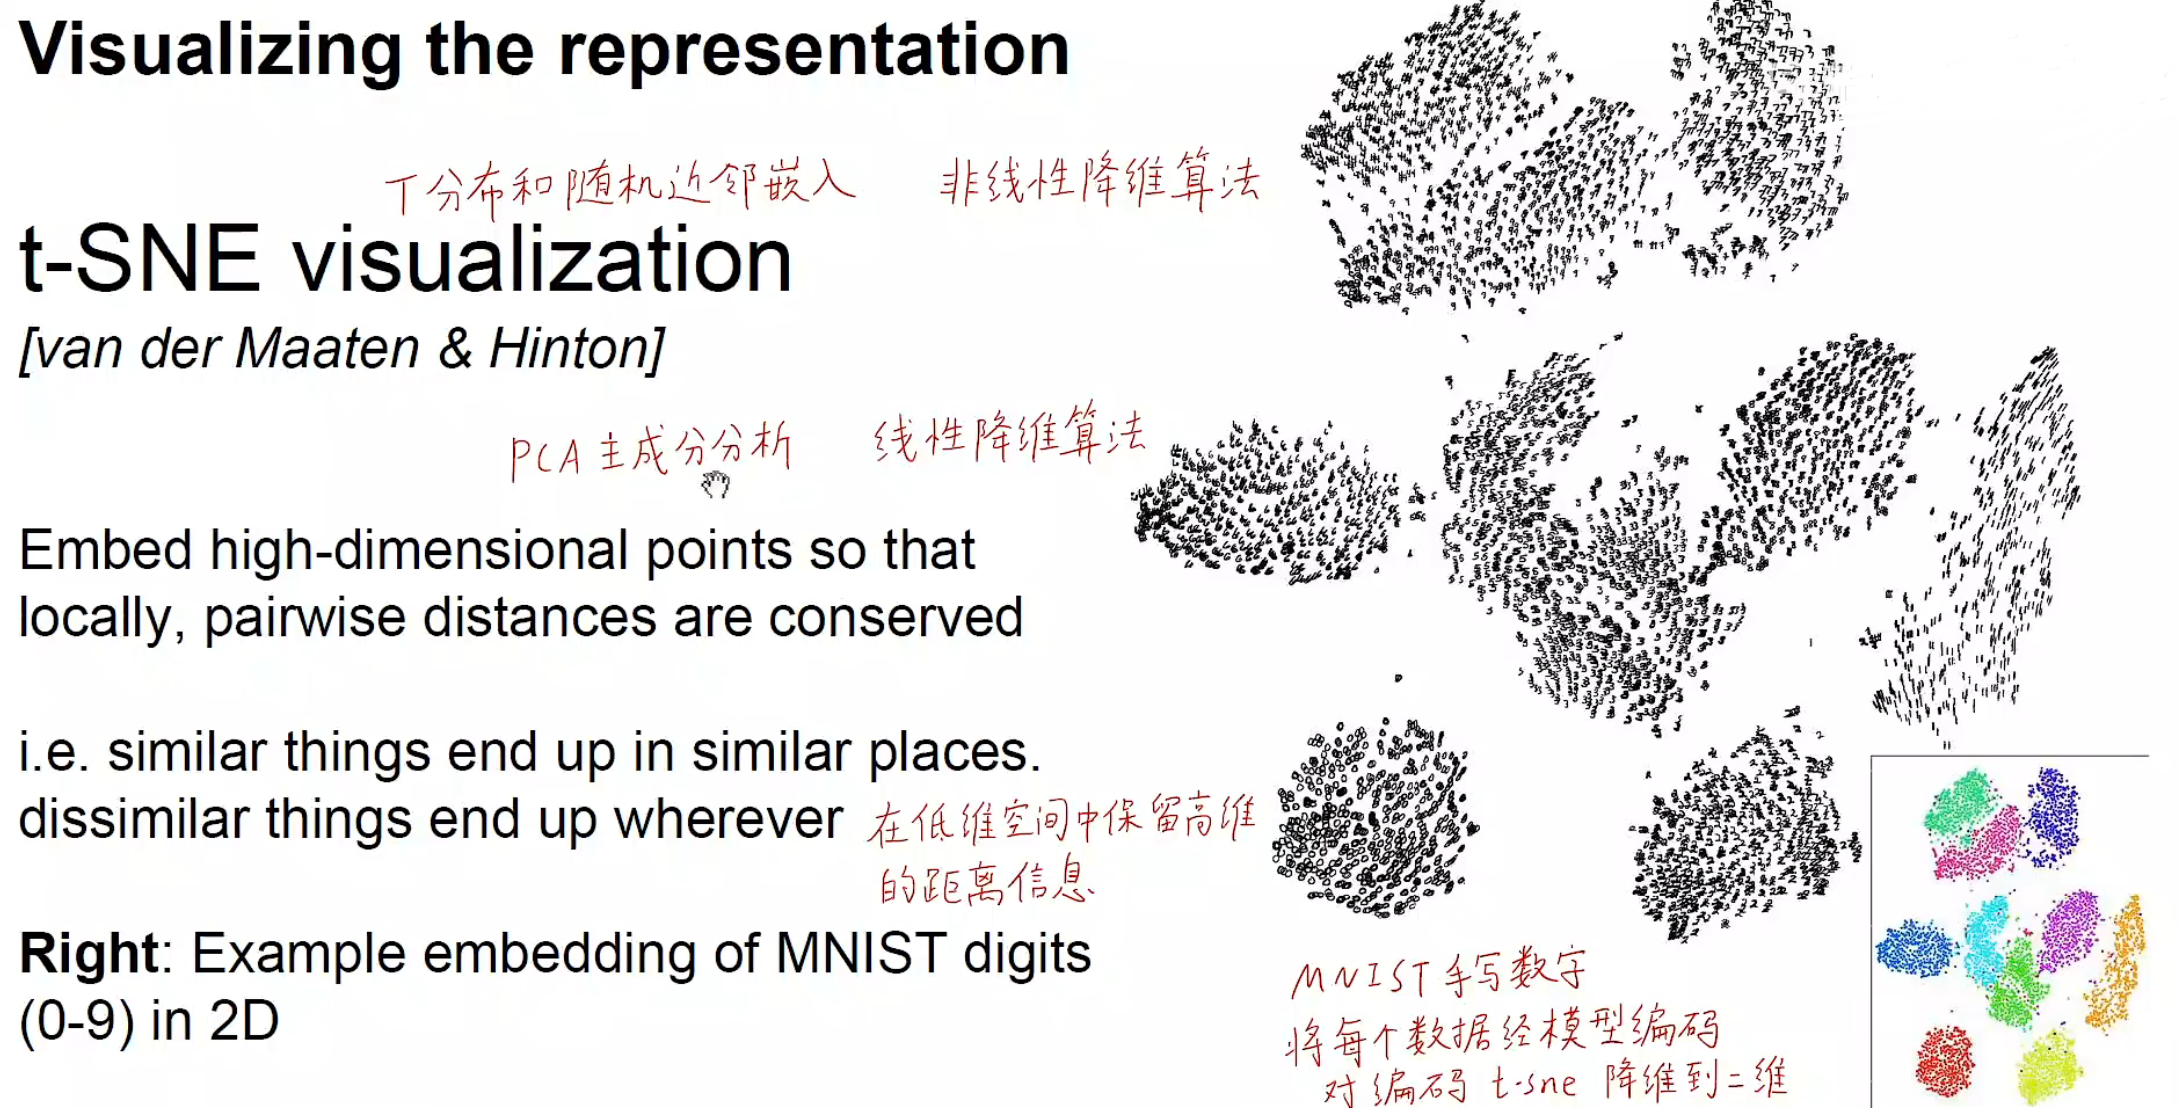 Visualizing the representation
T分布和随机近邻嵌入 非线性降维算法
t-SNE visualization
[van der Maaten & Hinton]
PCA 主成分分析 线性降维算法
Embed high-dimensional points so that
locally, pairwise distances are conserved
i.e. similar things end up in similar places.
dissimilar things end up wherever
在低维空间中保留高维
的距离信息
Right: Example embedding of MNIST digits
(0-9) in 2D
MNIST 手写数字
将每个数据经模型编码
对编码 t-sne 降维到二维